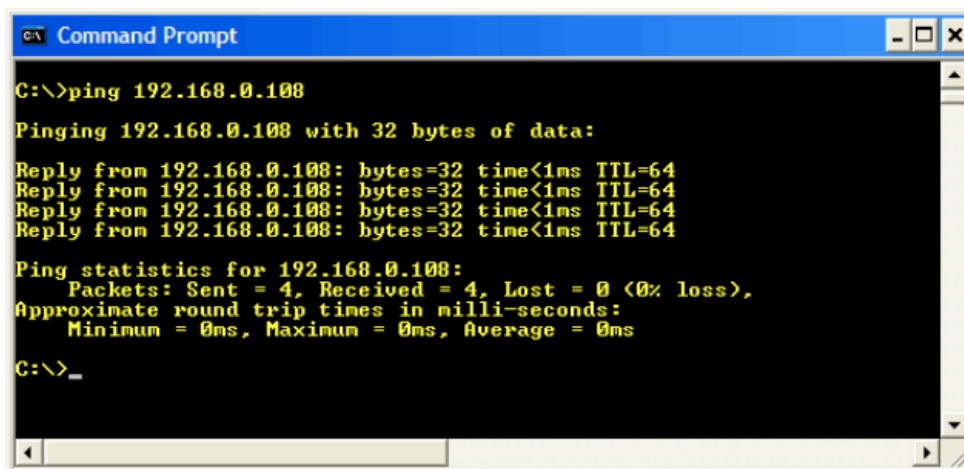 Command Prompt
C:\>ping 192.168.0.108
Pinging 192.168.0.108 with 32 bytes of data:
Reply from 192.168.0.108: bytes=32 time<1ms TTL=64
Reply from 192.168.0.108: bytes=32 time<1ms TTL=64
Reply from 192.168.0.108: bytes=32 time<1ms TTL=64
Reply from 192.168.0.108: bytes=32 time<1ms TTL=64
Ping statistics for 192.168.0.108:
    Packets: Sent = 4, Received = 4, Lost = 0 (0% loss),
Approximate round trip times in milli-seconds:
    Minimum = 0ms, Maximum = 0ms, Average = 0ms
C:\>_